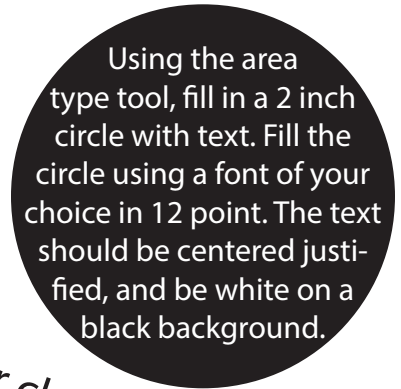 Using the area
type tool, fill in a 2 inch
circle with text. Fill the
circle using a font of your
choice in 12 point. The text
should be centered justi-
fied, and be white on a
black background.